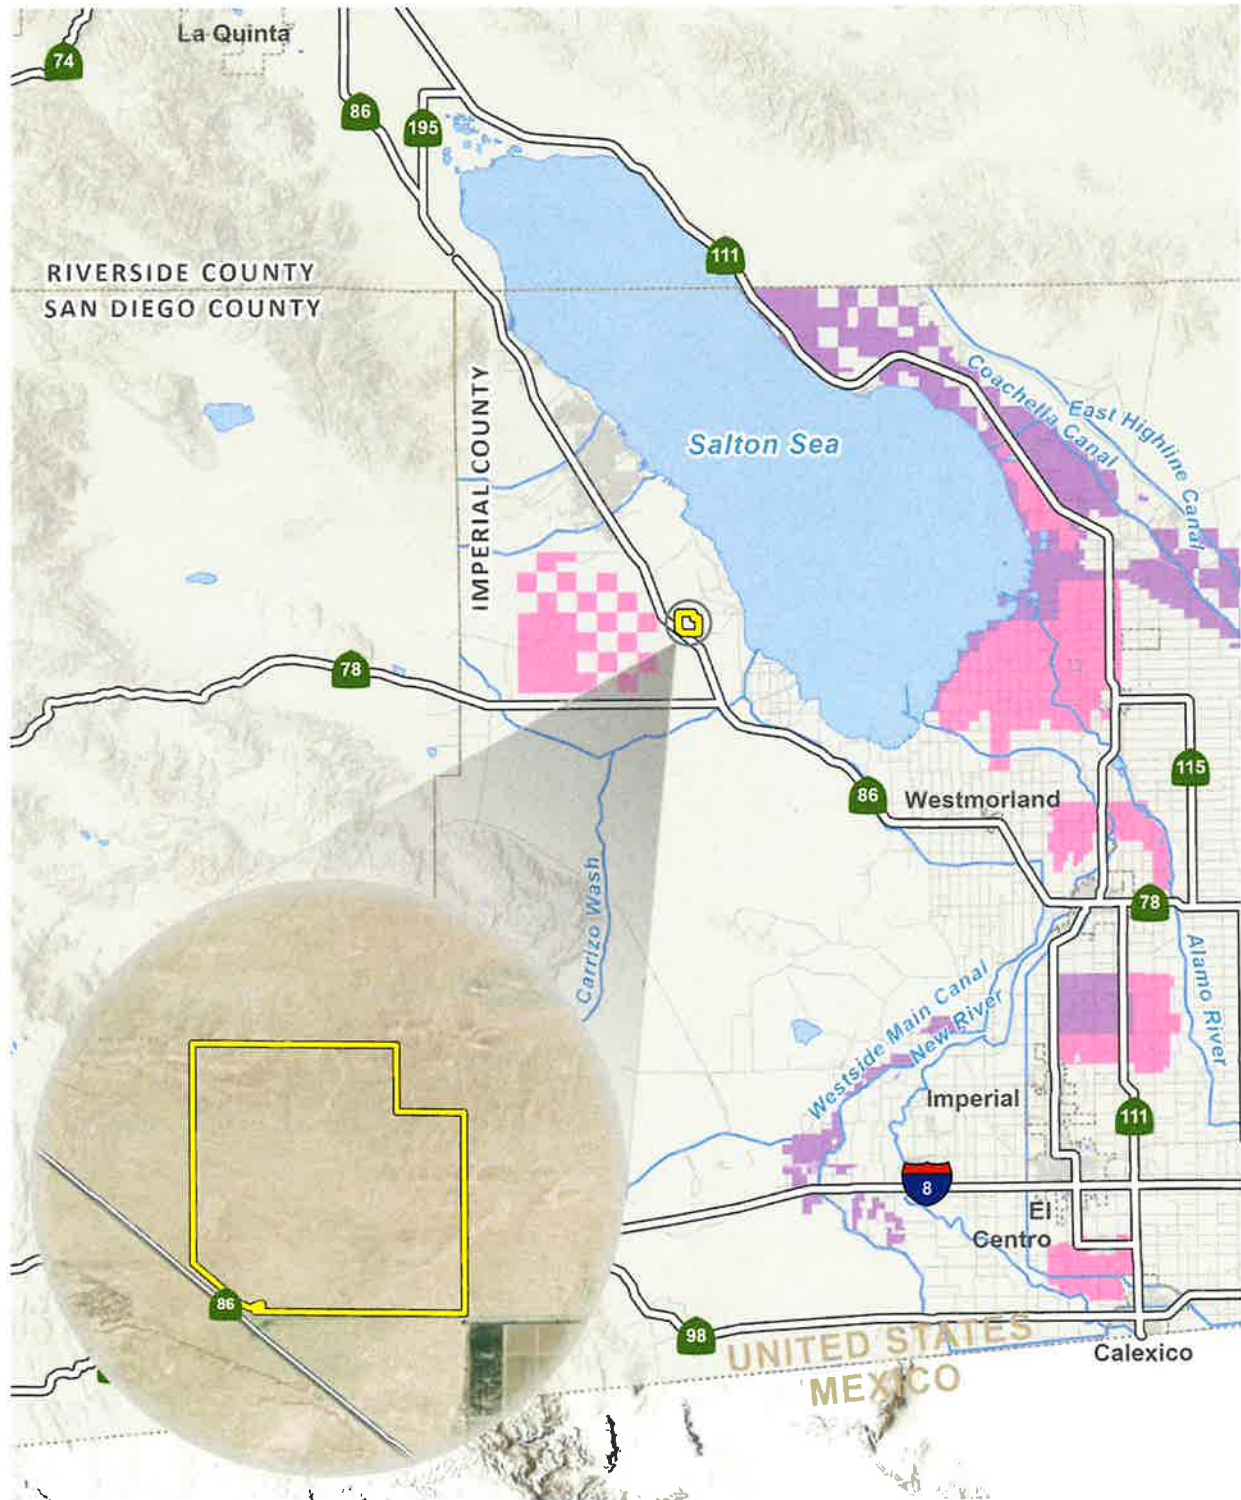 La Quinta
74
86
195
111
RIVERSIDE COUNTY
SAN DIEGO COUNTY
IMPERIAL COUNTY
Salton Sea
Coachella Canal
East Highline Canal
78
86
Westmorland
115
78
Carrizo Wash
Alamo River
Westside Main Canal
New River
Imperial
111
8
El
Centro
86
98
UNITED STATES
MEXICO
Calexico